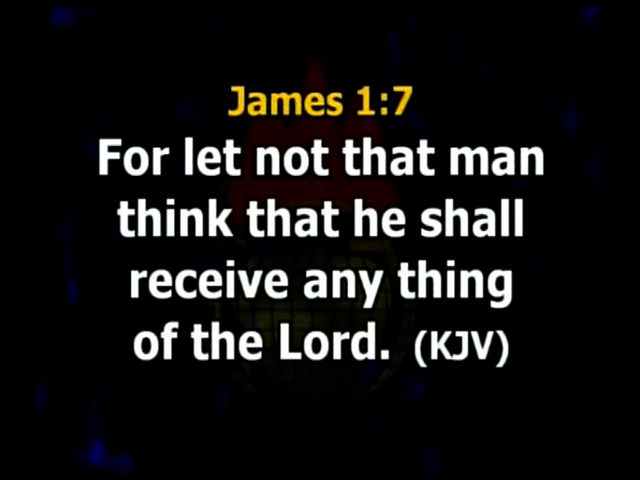 James 1:7
For let not that man
think that he shall
receive any thing
of the Lord. (KJV)